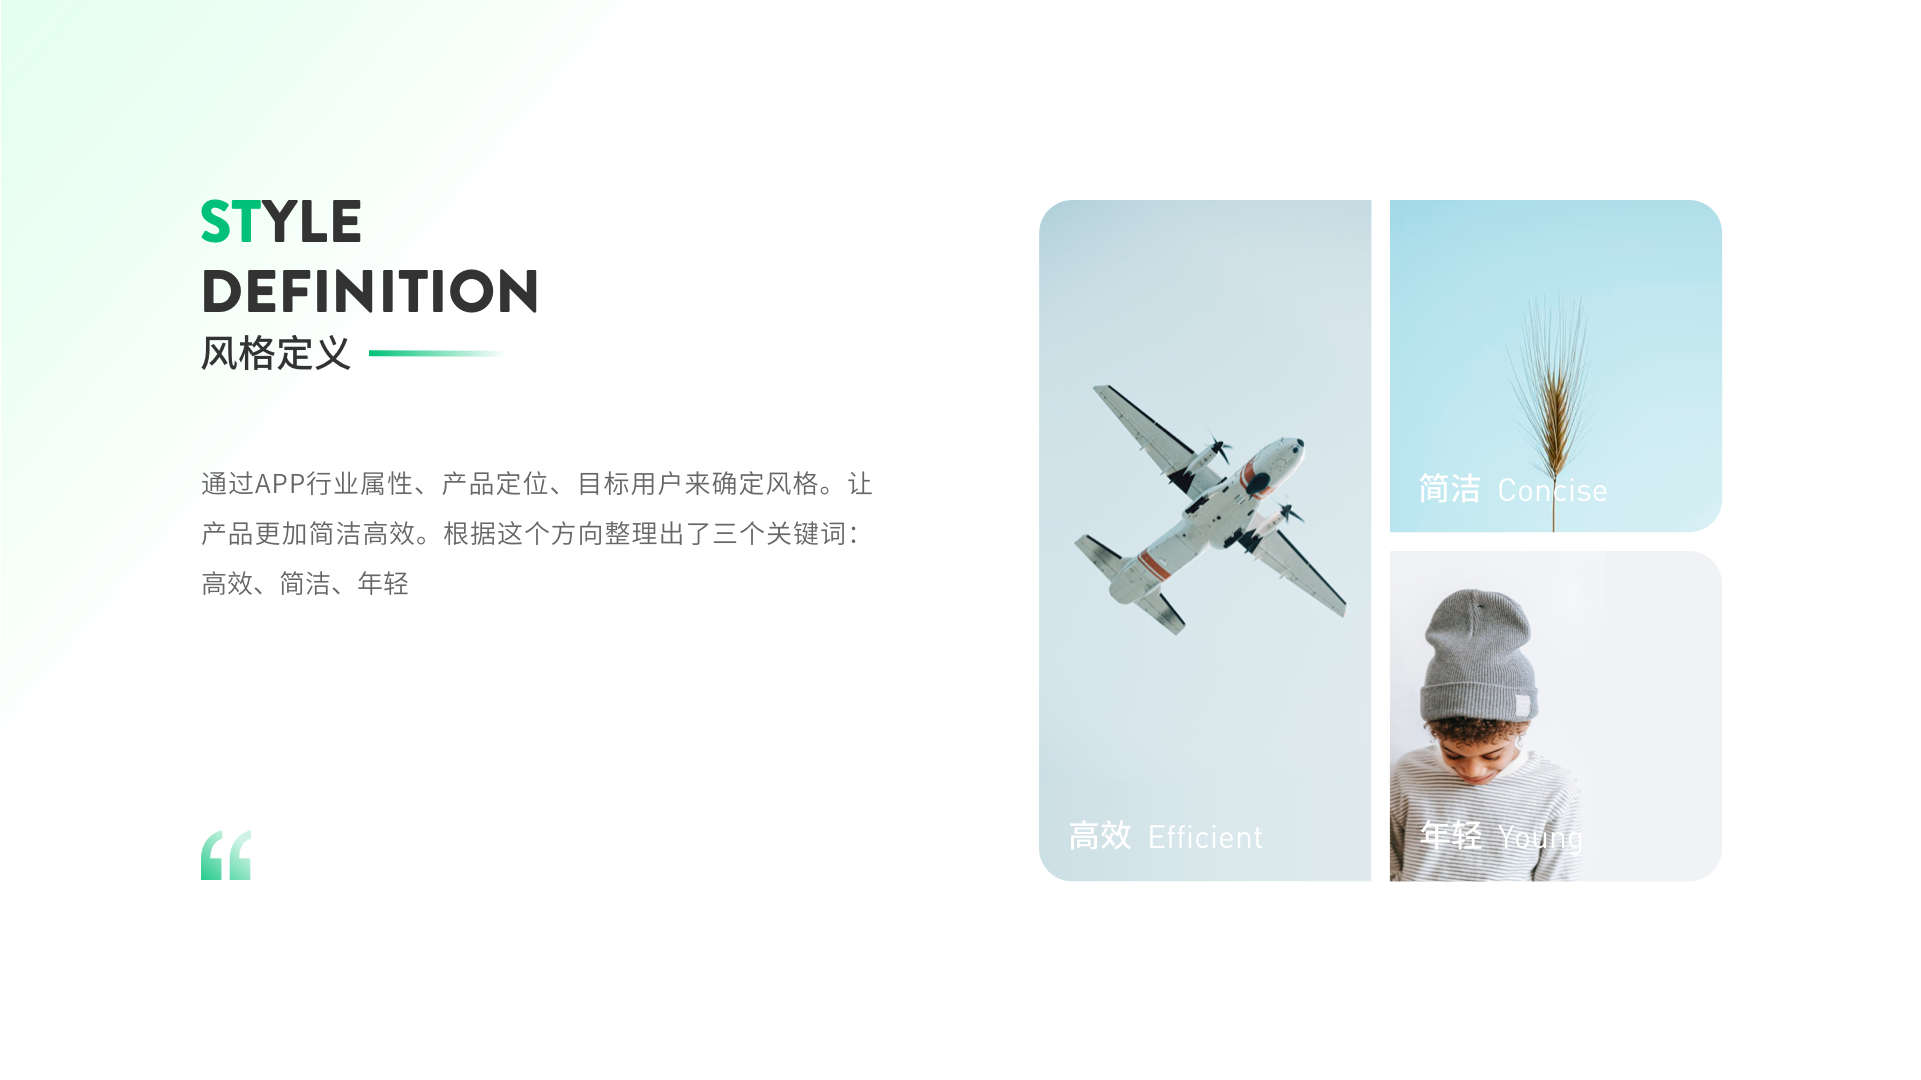 STYLE
DEFINITION
风格定义
通过APP行业属性、产品定位、目标用户来确定风格。让
产品更加简洁高效。根据这个方向整理出了三个关键词：
高效、简洁、年轻
高效 Efficient
简洁 Concise
年轻 Young